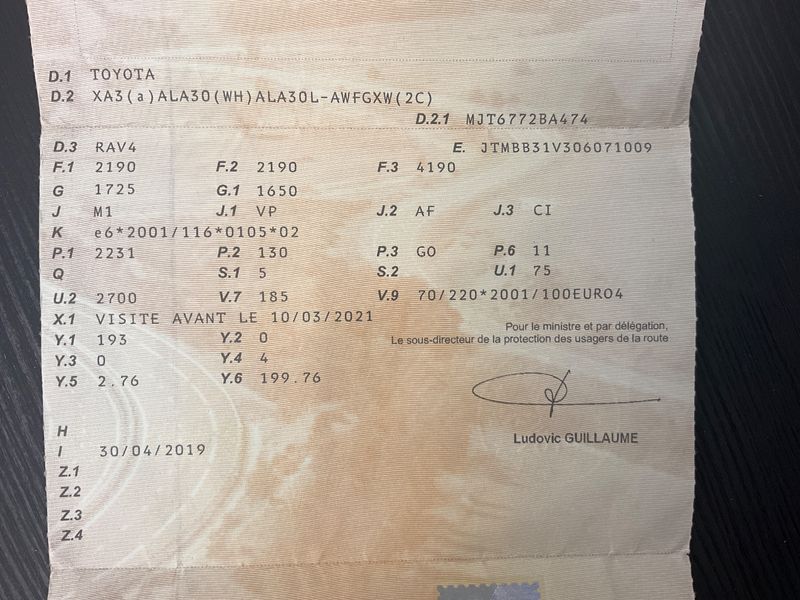 D.1 TOYOTA
D.2 XA3(a)ALA30(WH)ALA30L-AWFGXW(2C)
D.2.1 MJT6772BA474
D.3 RAV4 E. JTMBB31V306071009
F.1 2190 F.2 2190 F.3 4190
G 1725 G.1 1650
J M1 J.1 VP J.2 AF J.3 CI
K e6*2001/116*0105*02
P.1 2231 P.2 130 P.3 GO P.6 11
Q S.1 5 S.2 U.1 75
U.2 2700 V.7 185 V.9 70/220*2001/100EURO4
X.1 VISITE AVANT LE 10/03/2021
Y.1 193 Y.2 0
Y.3 0 Y.4 4
Y.5 2.76 Y.6 199.76
Pour le ministre et par délégation,
Le sous-directeur de la protection des usagers de la route
Ludovic GUILLAUME
H
I 30/04/2019
Z.1
Z.2
Z.3
Z.4